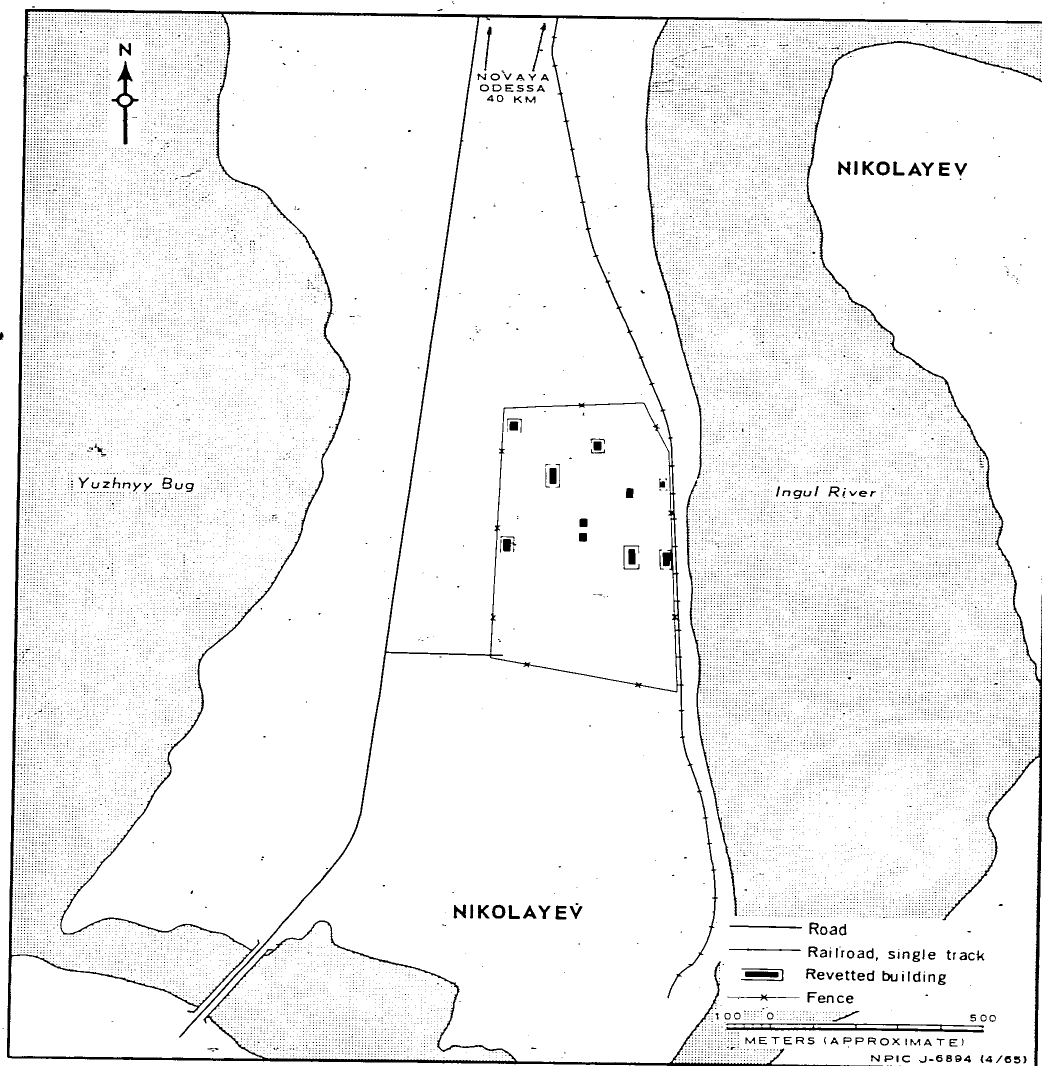 N
NOVAYA
ODESSA
40 KM
NIKOLAYEV
Yuzhnyy Bug
Ingul River
NIKOLAYEV
Road
Railroad, single track
Revetted building
Fence
100 0 500
METERS (APPROXIMATE)
NPIC J-6894 (4/65)